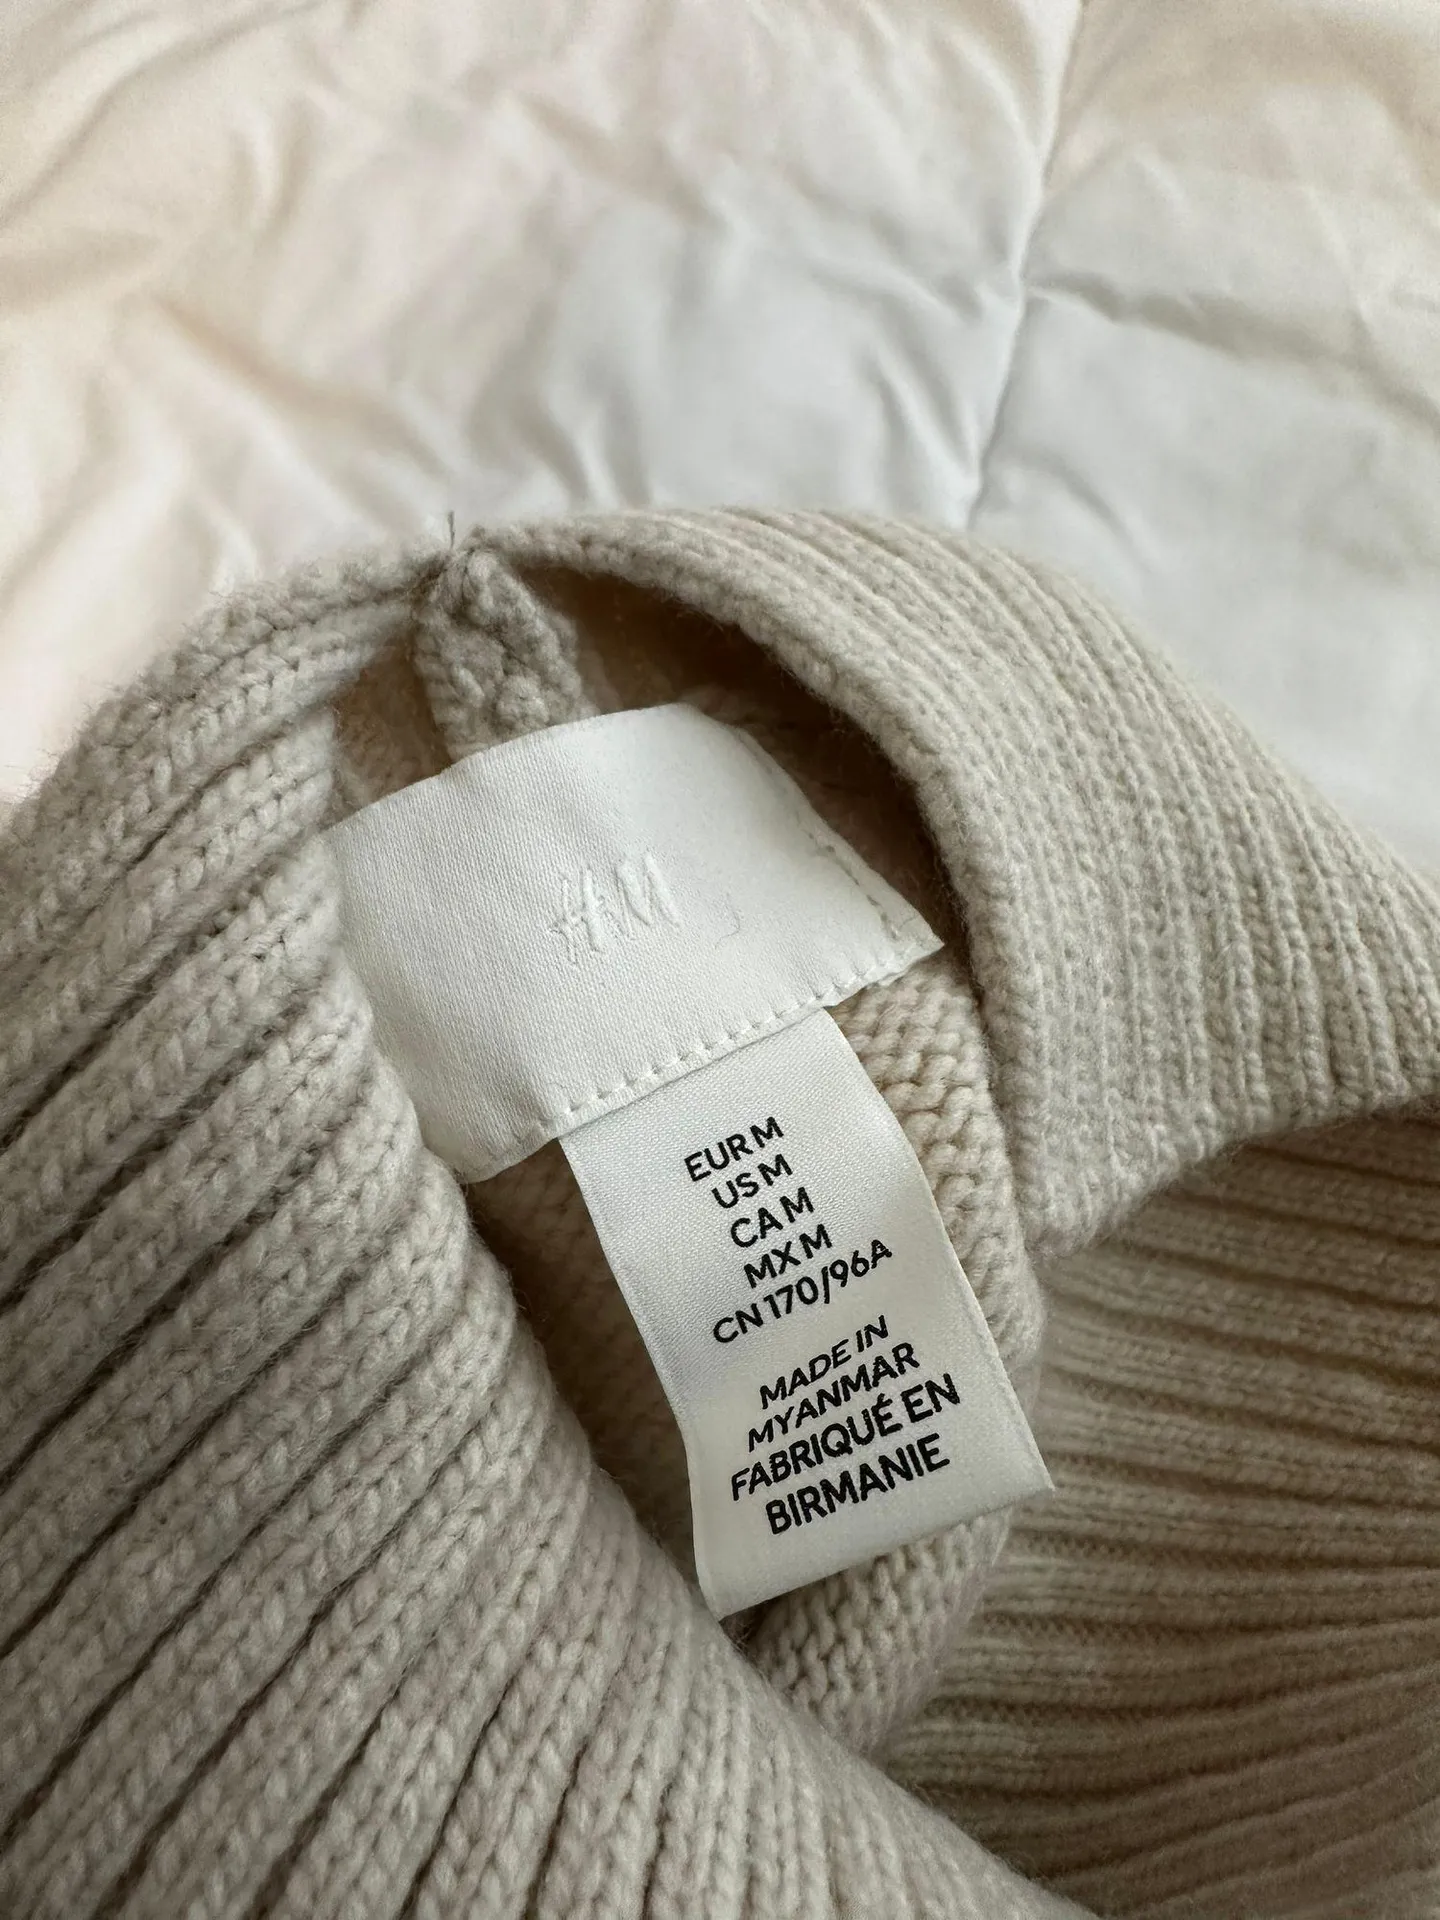 H&M
EUR M
US M
CA M
MX M
CN 170/96A
MADE IN
MYANMAR
FABRIQUÉ EN
BIRMANIE